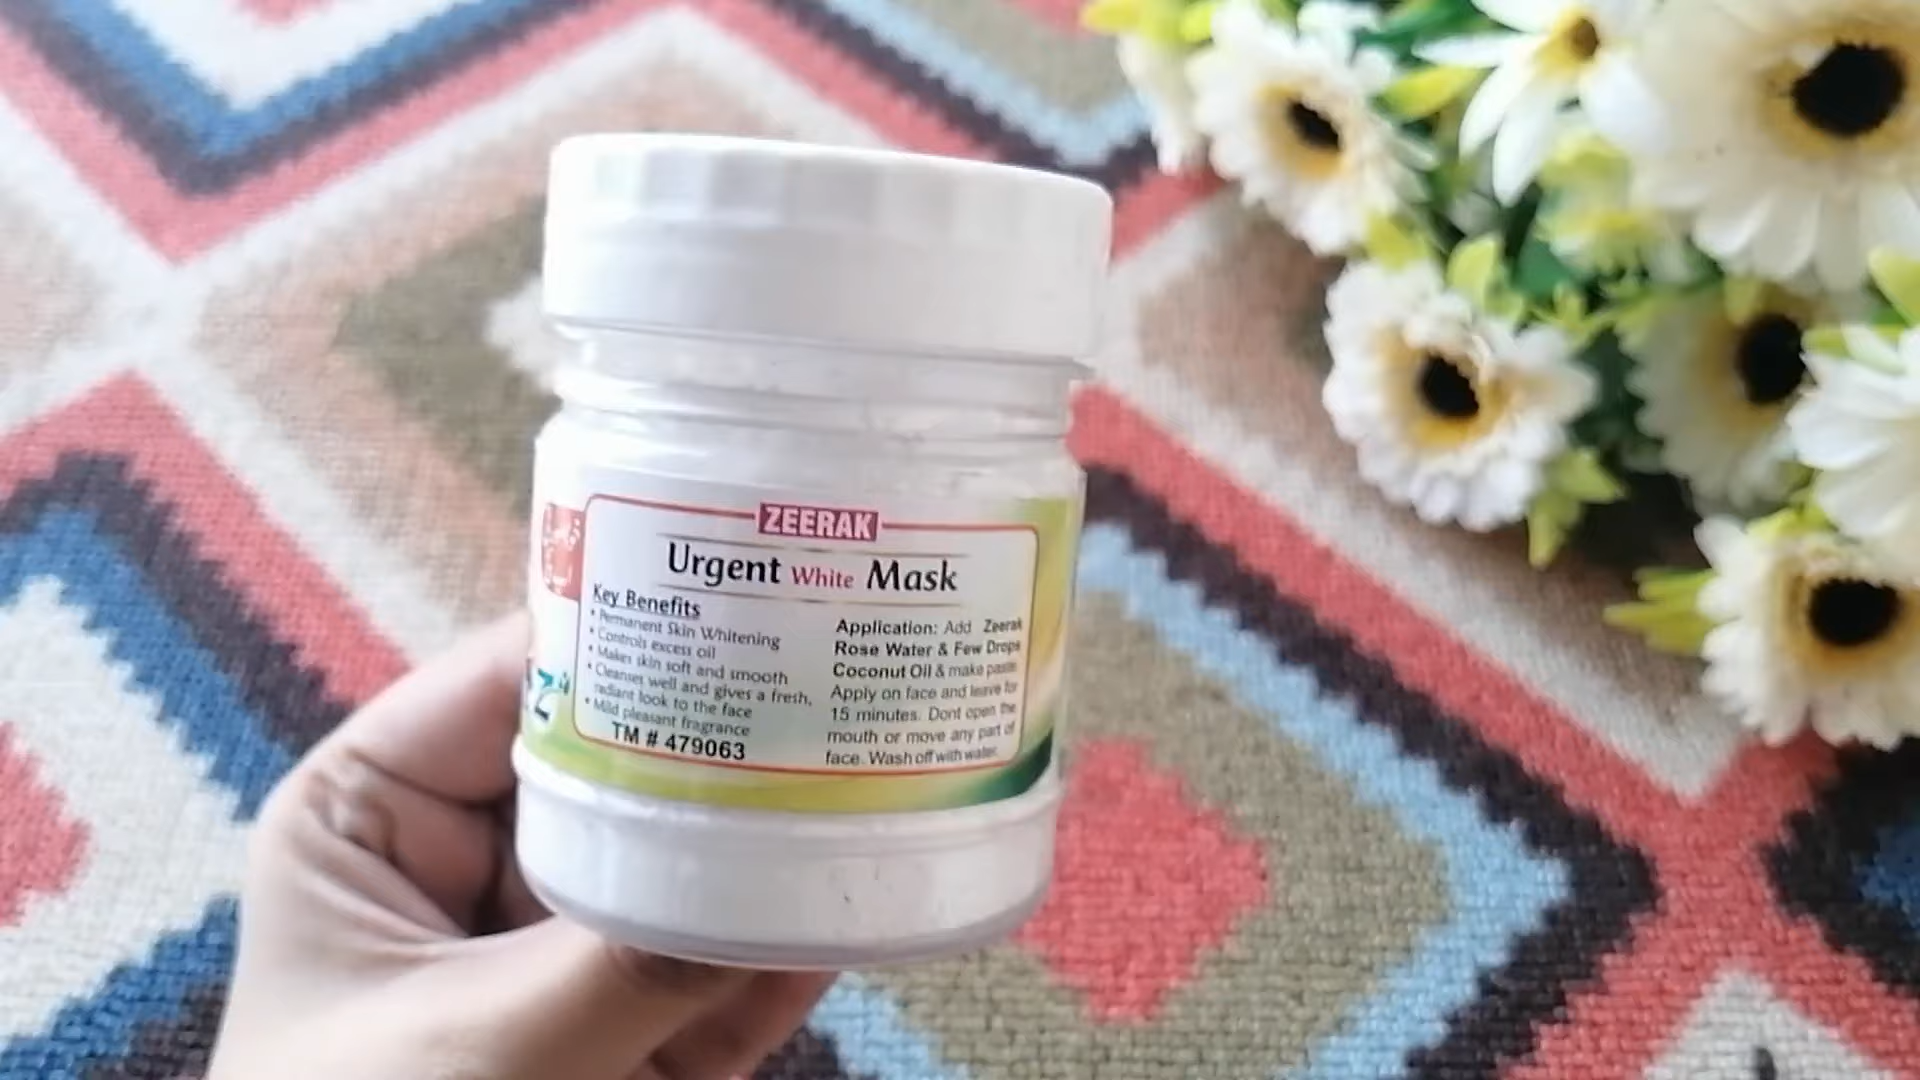 ZEERAK
Urgent White Mask
Key Benefits
• Permanent Skin Whitening
• Controls excess oil
• Makes skin soft and smooth
• Cleanses well and gives a fresh,
radiant look to the face
• Mild pleasant fragrance
TM # 479063
Application: Add Zeerak
Rose Water & Few Drops
Coconut Oil & make paste
Apply on face and leave for
15 minutes. Dont open the
mouth or move any part of
face. Wash off with water.